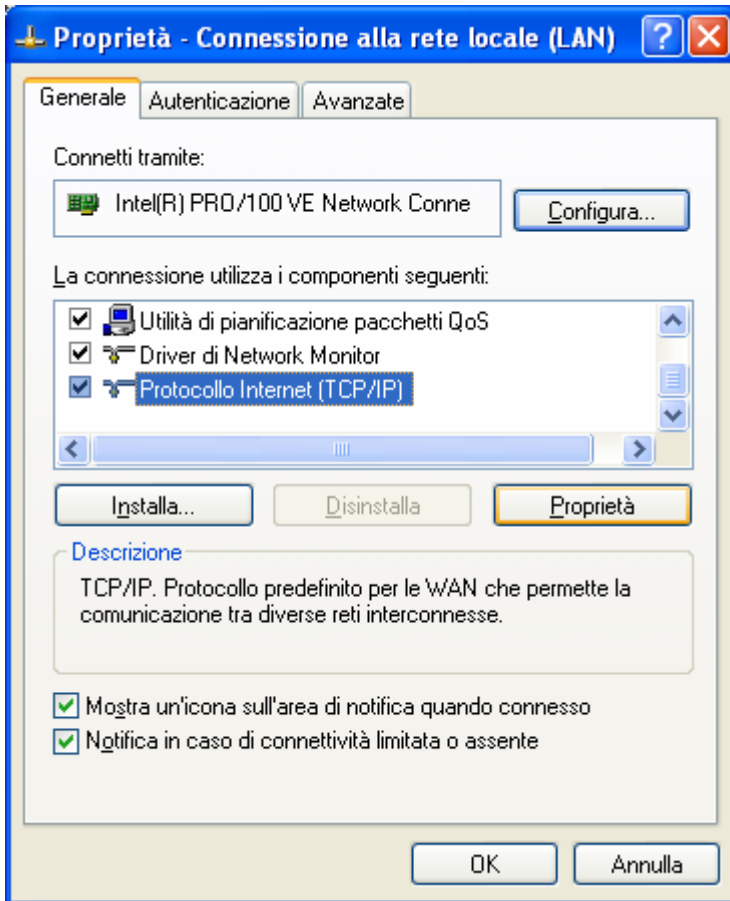 Proprietà - Connessione alla rete locale (LAN)
Generale Autenticazione Avanzate
Connetti tramite:
Intel(R) PRO/100 VE Network Conne
Configura...
La connessione utilizza i componenti seguenti:
Utilità di pianificazione pacchetti QoS
Driver di Network Monitor
Protocollo Internet (TCP/IP)
Installa... Disinstalla Proprietà
Descrizione
TCP/IP. Protocollo predefinito per le WAN che permette la
comunicazione tra diverse reti interconnesse.
Mostra un'icona sull'area di notifica quando connesso
Notifica in caso di connettività limitata o assente
OK Annulla